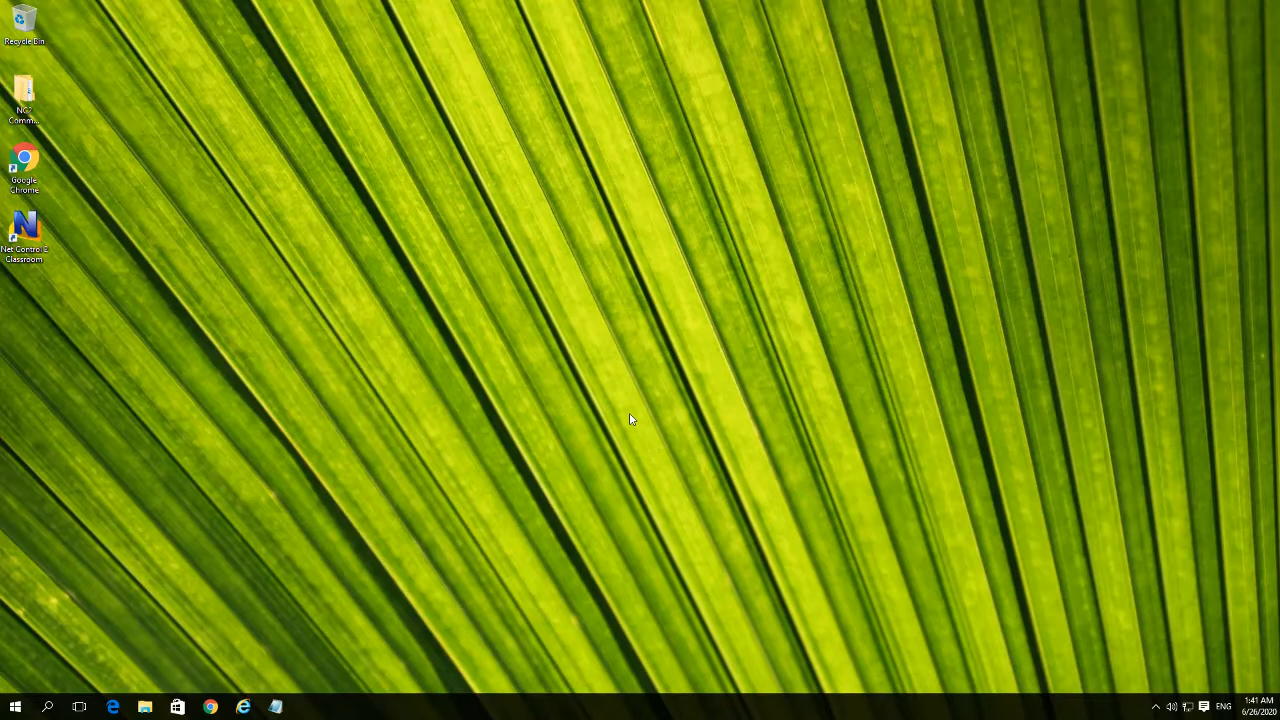 Recycle Bin
NC2
Comm...
Google
Chrome
Net Control 2
Classroom
ENG
1:41 AM
6/26/2020